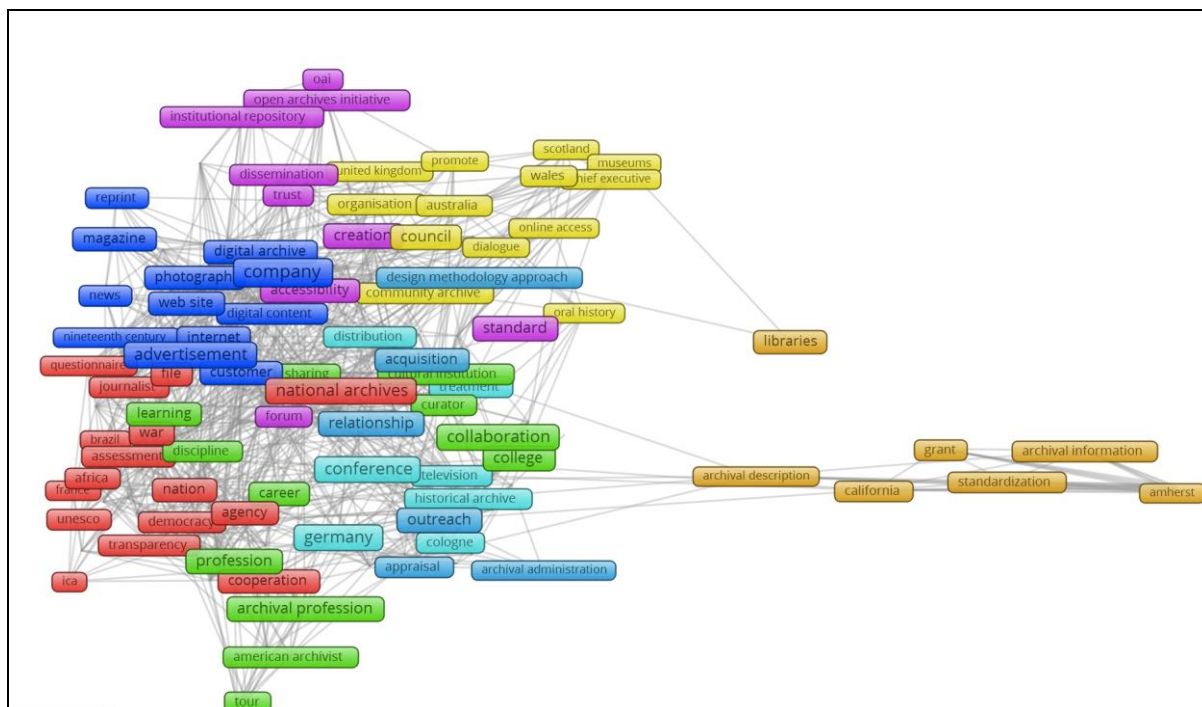 oai
open archives initiative
institutional repository
scotland
promote
museums
united kingdom
dissemination
wales
chief executive
trust
reprint
organisation
australia
online access
creation
council
magazine
dialogue
digital archive
company
photograph
design methodology approach
accessibility
community archive
news
web site
digital content
oral history
standard
nineteenth century
internet
distribution
libraries
advertisement
acquisition
questionnaire
file
customer
sharing
cultural institution
journalist
national archives
treatment
learning
curator
forum
relationship
war
brazil
collaboration
discipline
assessment
college
grant
archival information
conference
television
archival description
africa
france
nation
career
california
standardization
amherst
historical archive
agency
unesco
democracy
outreach
germany
transparency
cologne
profession
appraisal
archival administration
ica
cooperation
archival profession
american archivist
tour